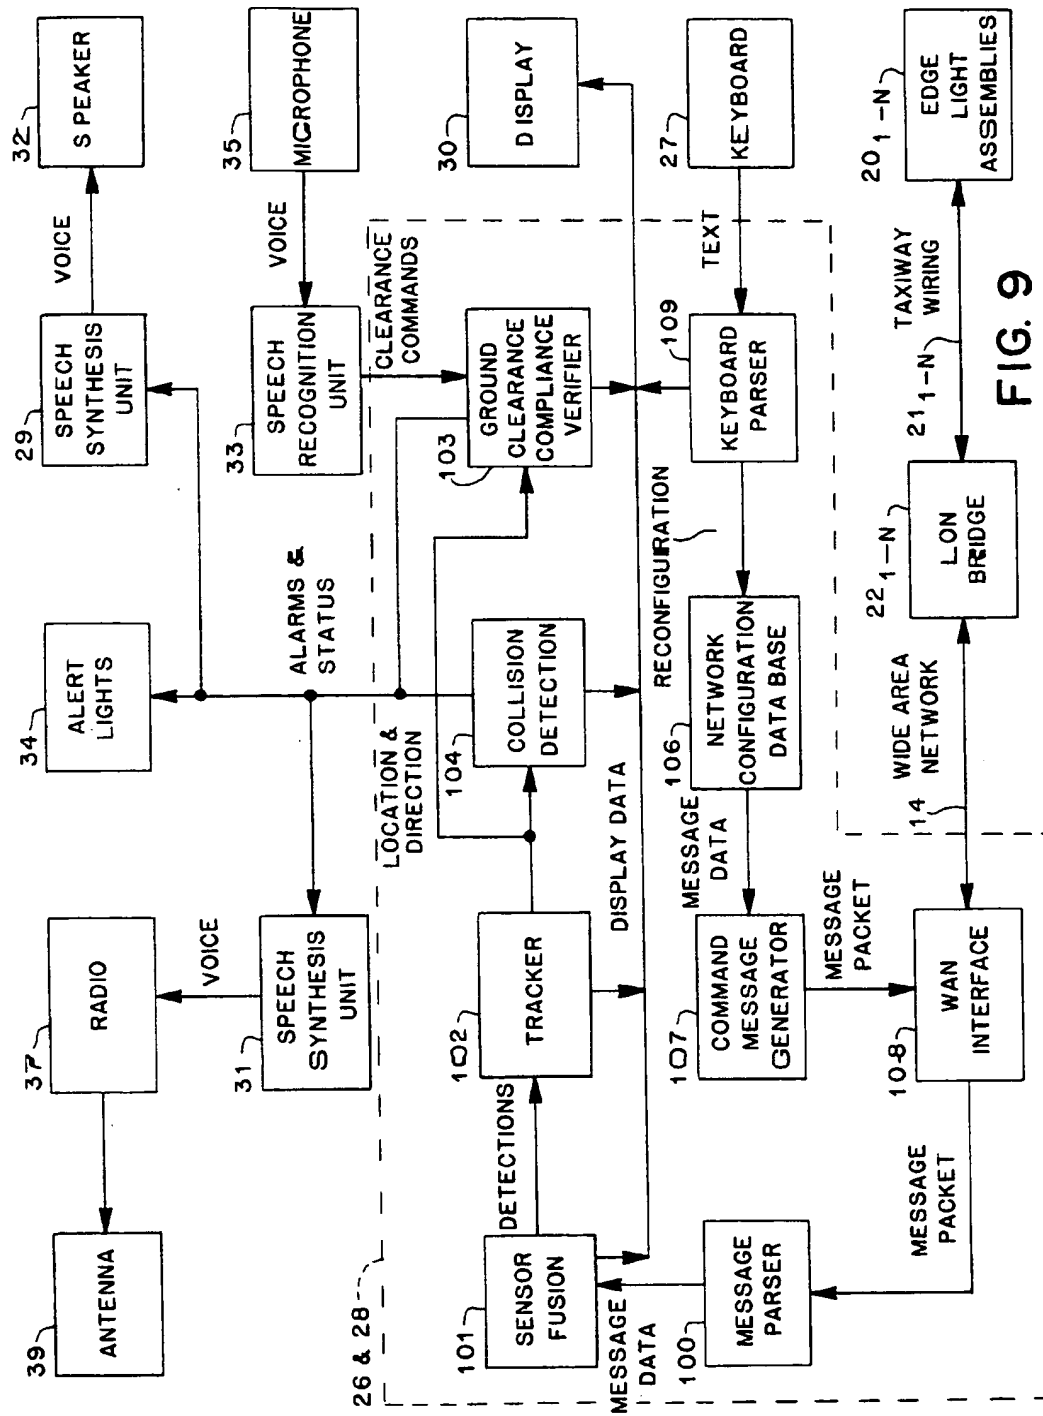 39
ANTENNA
37
RADIO
34
ALERT
LIGHTS
29
SPEECH
SYNTHESIS
UNIT
VOICE
32
SPEAKER
VOICE
31
SPEECH
SYNTHESIS
UNIT
ALARMS &
STATUS
33
SPEECH
RECOGNITION
UNIT
VOICE
35
MICROPHONE
26 & 28
LOCATION &
DIRECTION
CLEARANCE
COMMANDS
101
SENSOR
FUSION
DETECTIONS
102
TRACKER
104
COLLISION
DETECTION
103
GROUND
CLEARANCE
COMPLIANCE
VERIFIER
30
DISPLAY
MESSAGE
DATA
DISPLAY DATA
RECONFIGURATION
TEXT
100
MESSAGE
PARSER
107
COMMAND
MESSAGE
GENERATOR
MESSAGE
DATA
106
NETWORK
CONFIGURATION
DATA BASE
109
KEYBOARD
PARSER
27
KEYBOARD
MESSAGE
PACKET
MESSAGE
PACKET
108
WAN
INTERFACE
14
WIDE AREA
NETWORK
22 1-N
LON
BRIDGE
21 1-N
TAXIWAY
WIRING
20 1-N
EDGE
LIGHT
ASSEMBLIES
FIG. 9